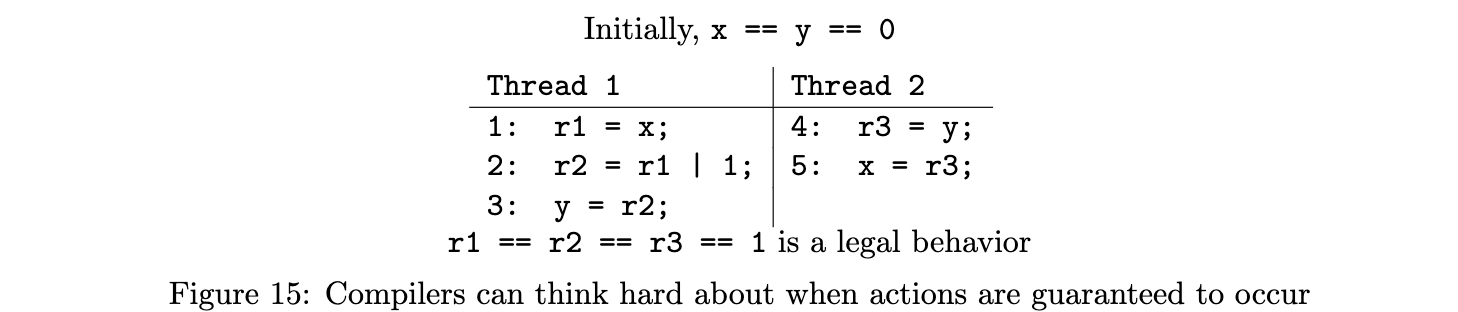 Initially, x == y == 0
Thread 1 Thread 2
1: r1 = x; 4: r3 = y;
2: r2 = r1 | 1; 5: x = r3;
3: y = r2;
r1 == r2 == r3 == 1 is a legal behavior
Figure 15: Compilers can think hard about when actions are guaranteed to occur